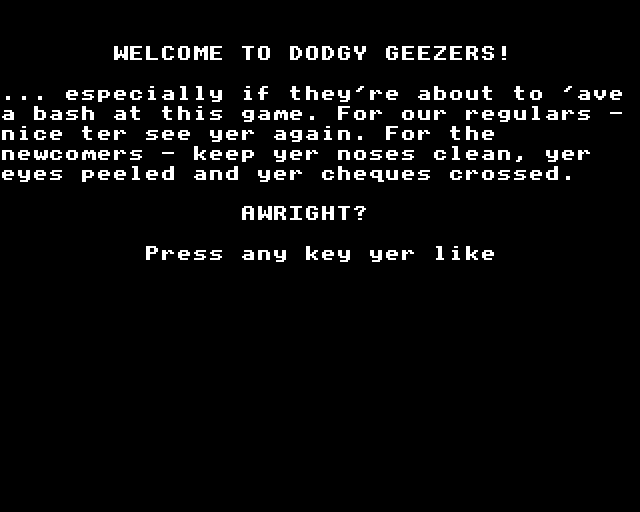 WELCOME TO DODGY GEEZERS!
... especially if they're about to 'ave
a bash at this game. For our regulars -
nice ter see yer again. For the
newcomers - keep yer noses clean, yer
eyes peeled and yer cheques crossed.
AWRIGHT?
Press any key yer like